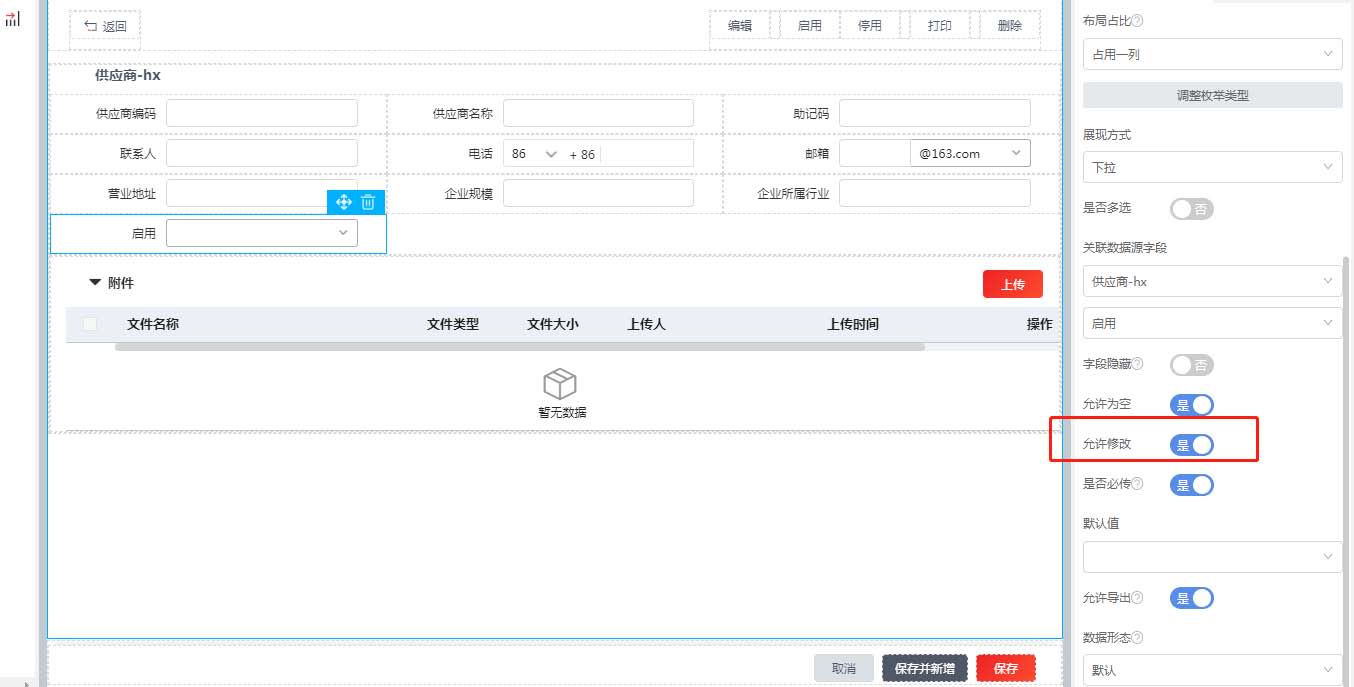 返回
编辑
启用
停用
打印
删除
供应商-hx
供应商编码
供应商名称
助记码
联系人
电话
86
+ 86
邮箱
@163.com
营业地址
企业规模
企业所属行业
启用
附件
上传
文件名称
文件类型
文件大小
上传人
上传时间
操作
暂无数据
取消
保存并新增
保存
布局占比
占用一列
调整枚举类型
展现方式
下拉
是否多选
否
关联数据源字段
供应商-hx
启用
字段隐藏
否
允许为空
是
允许修改
是
是否必传
是
默认值
允许导出
是
数据形态
默认